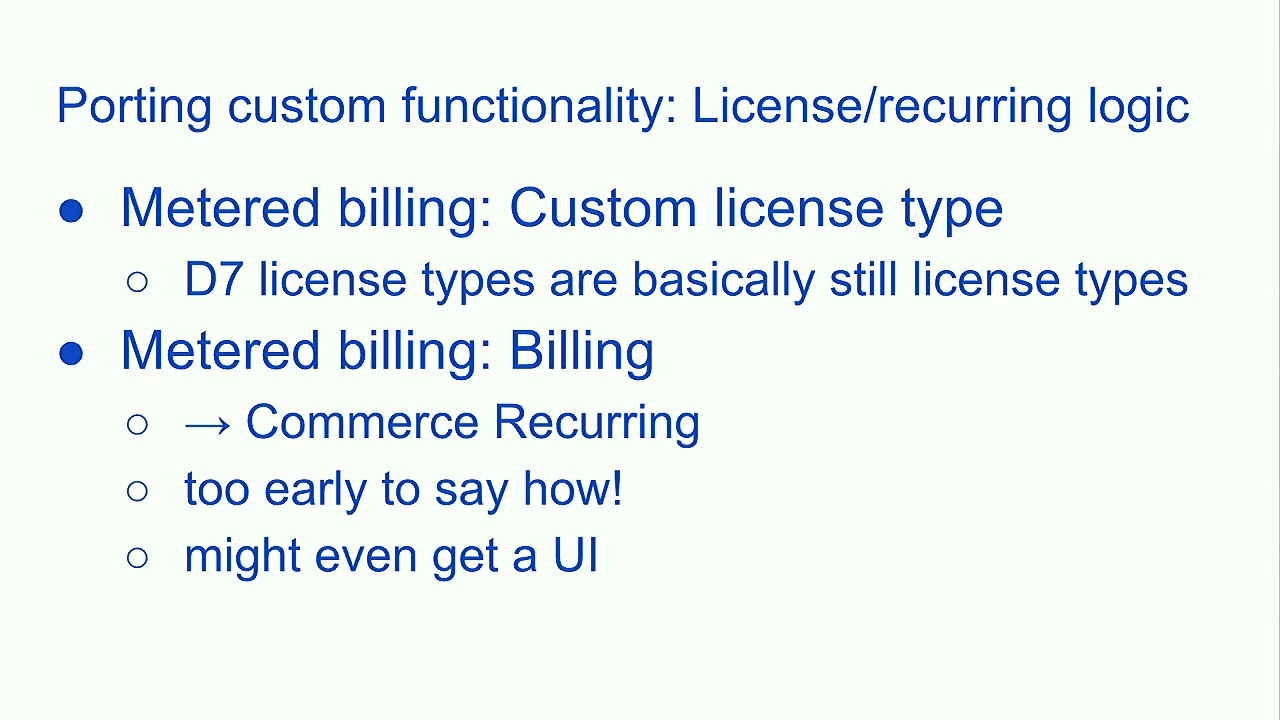 Porting custom functionality: License/recurring logic
● Metered billing: Custom license type
○ D7 license types are basically still license types
● Metered billing: Billing
○ → Commerce Recurring
○ too early to say how!
○ might even get a UI